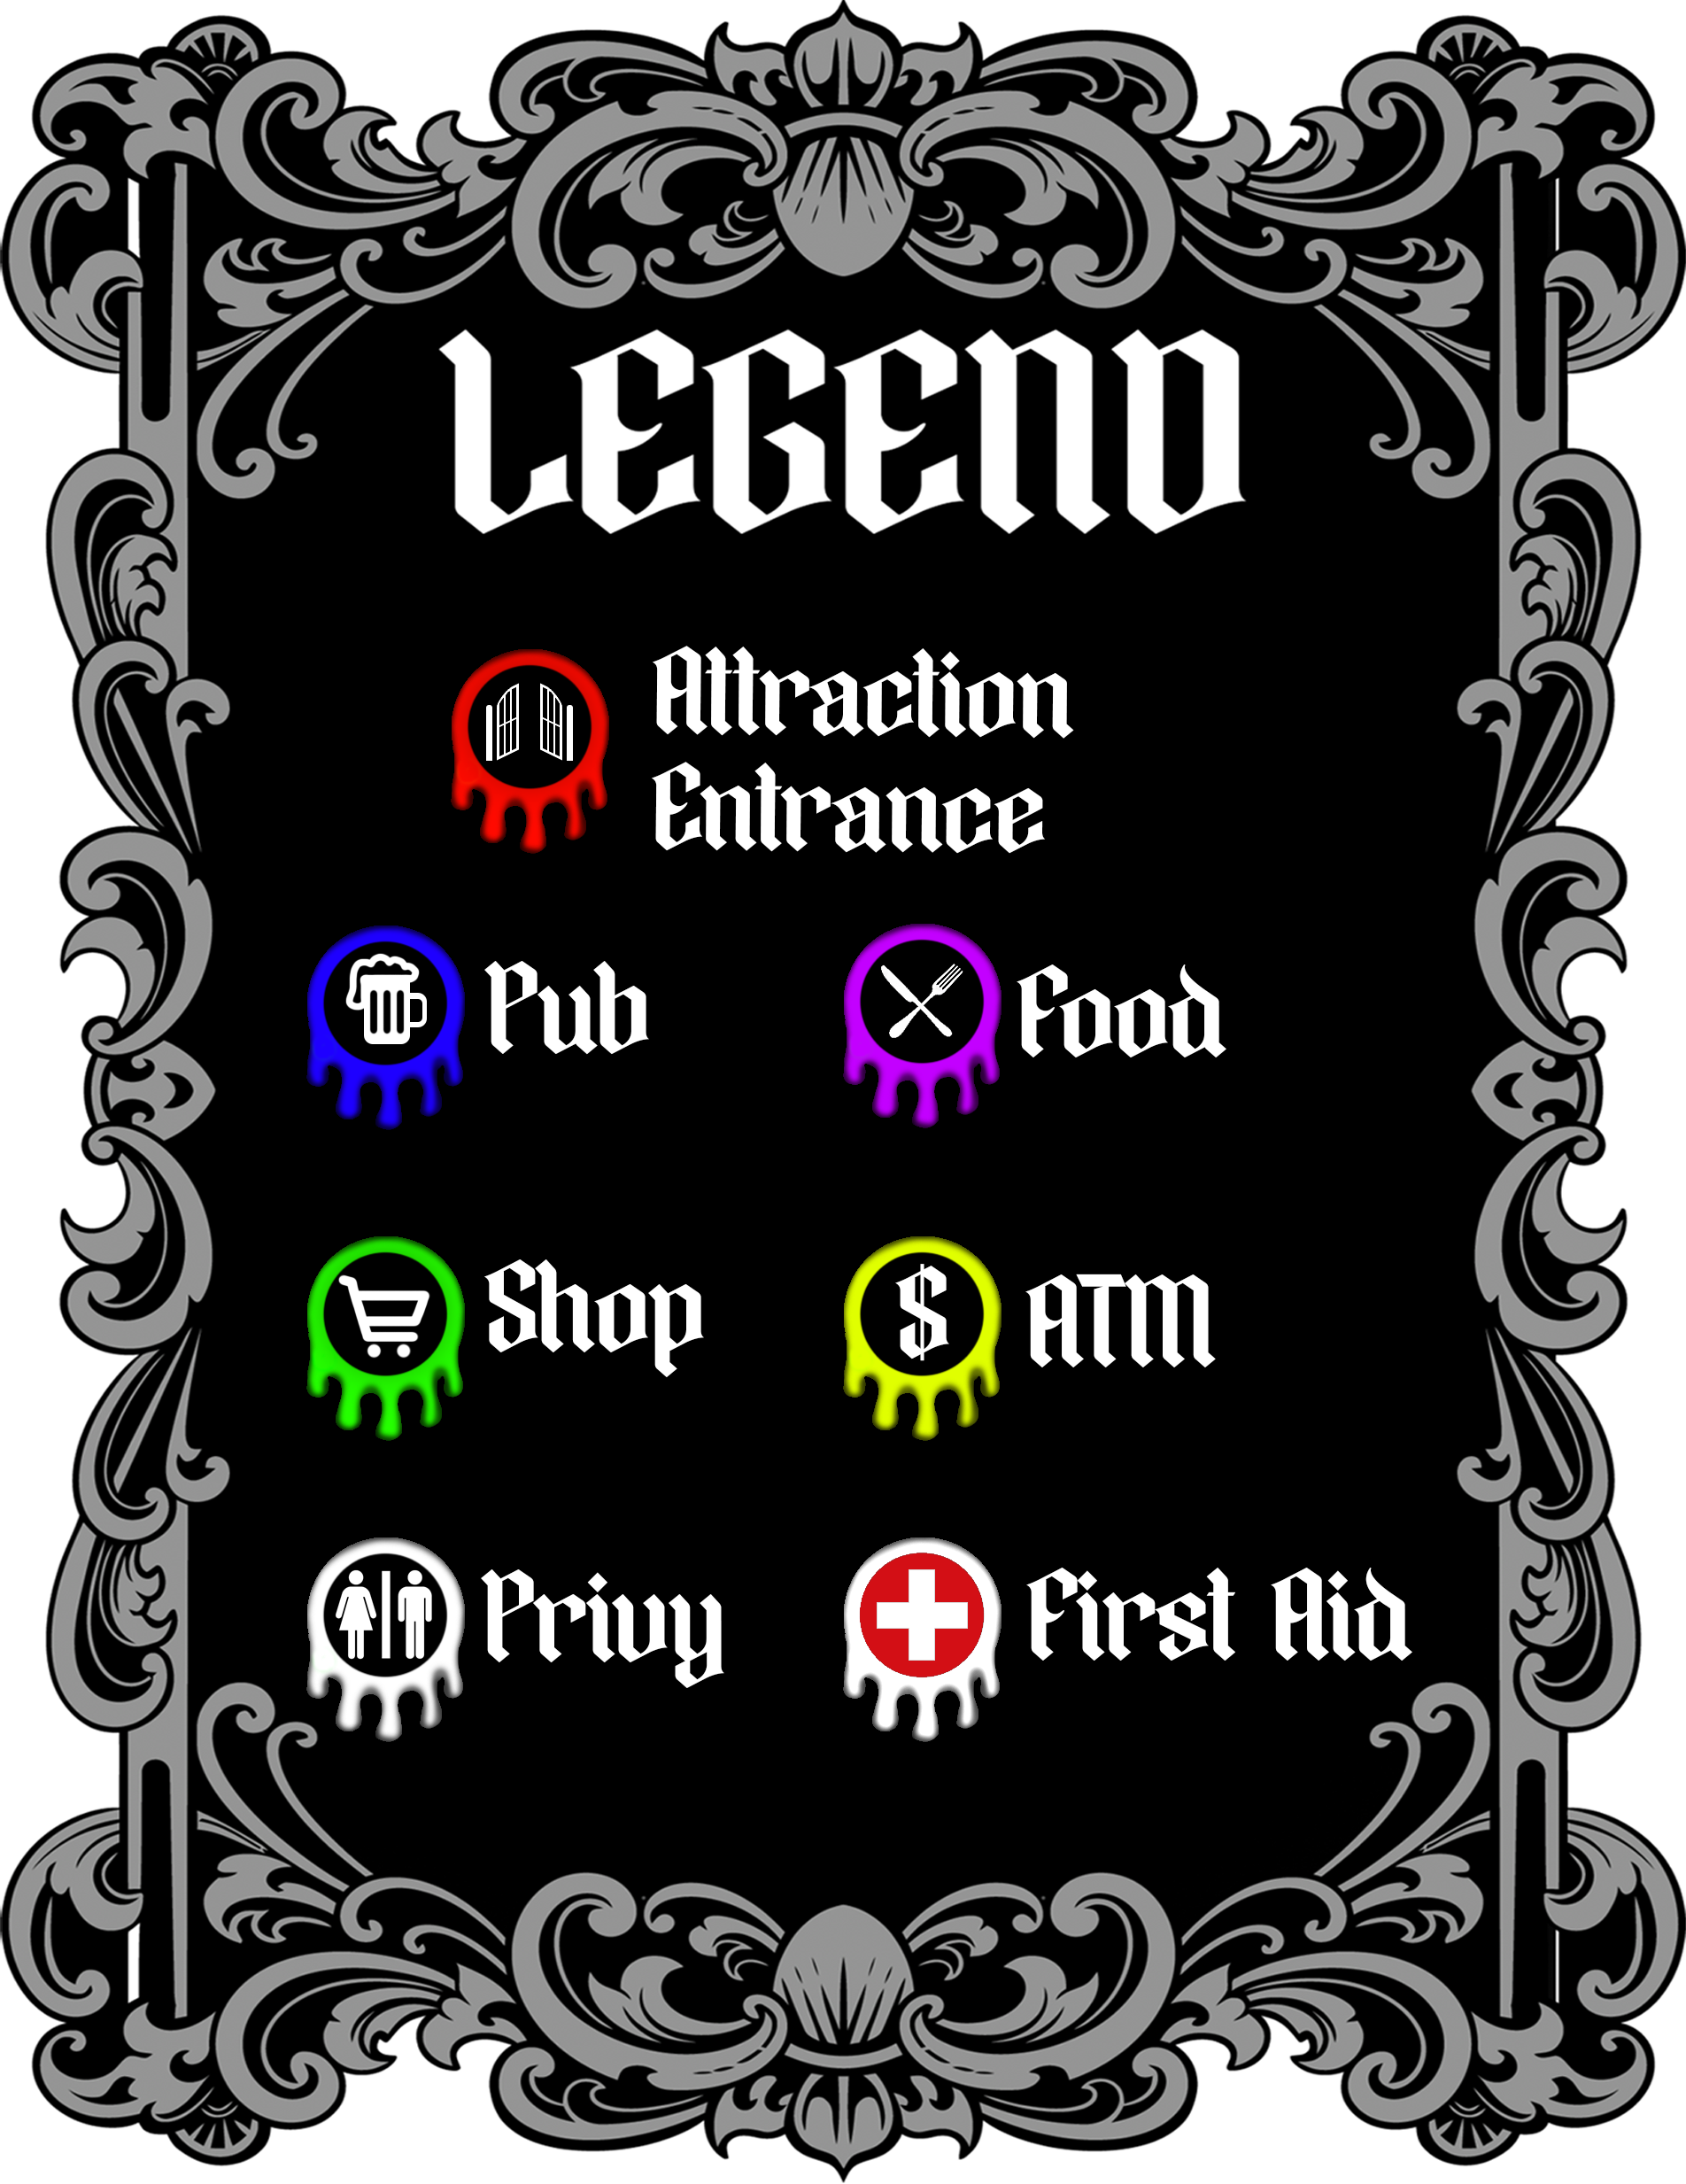 LEGEND
Attraction
Entrance
Pub
Food
Shop
$
ATM
Privy
First Aid